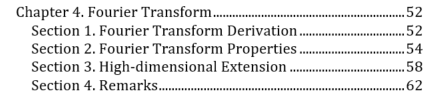 Chapter 4. Fourier Transform........................................................52
Section 1. Fourier Transform Derivation........................................52
Section 2. Fourier Transform Properties........................................54
Section 3. High-dimensional Extension........................................58
Section 4. Remarks........................................................62